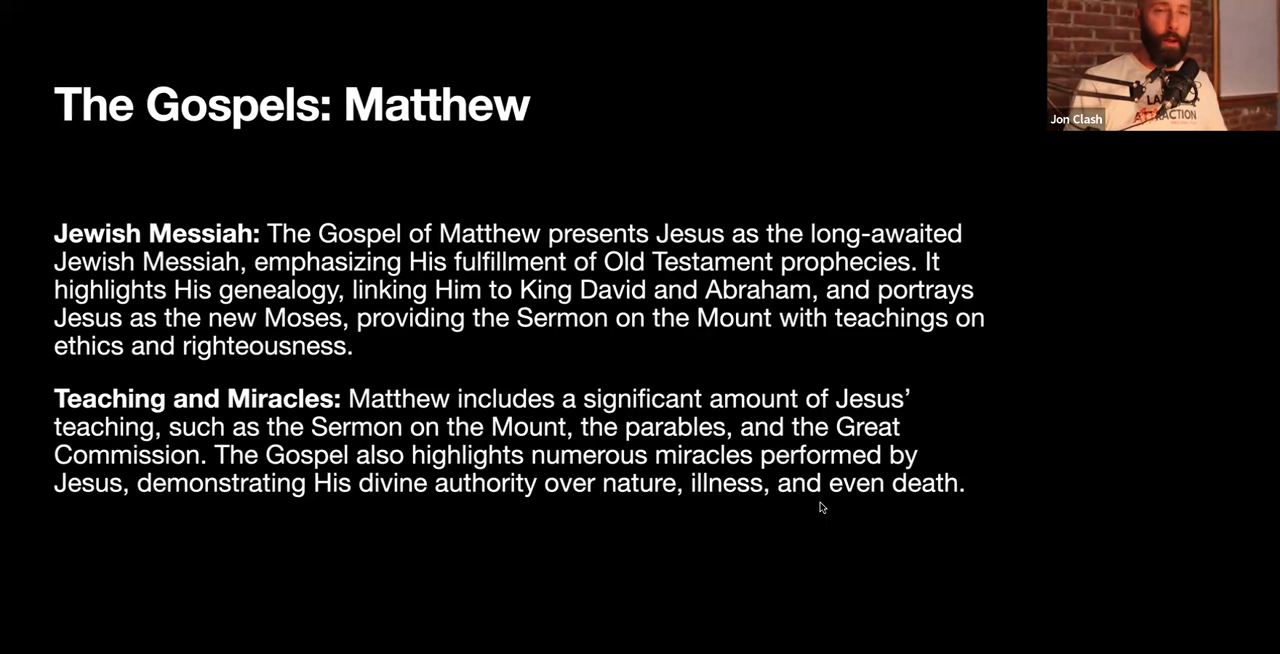 The Gospels: Matthew
Jon Clash
ATTRACTION
Jewish Messiah: The Gospel of Matthew presents Jesus as the long-awaited
Jewish Messiah, emphasizing His fulfillment of Old Testament prophecies. It
highlights His genealogy, linking Him to King David and Abraham, and portrays
Jesus as the new Moses, providing the Sermon on the Mount with teachings on
ethics and righteousness.
Teaching and Miracles: Matthew includes a significant amount of Jesus’
teaching, such as the Sermon on the Mount, the parables, and the Great
Commission. The Gospel also highlights numerous miracles performed by
Jesus, demonstrating His divine authority over nature, illness, and even death.